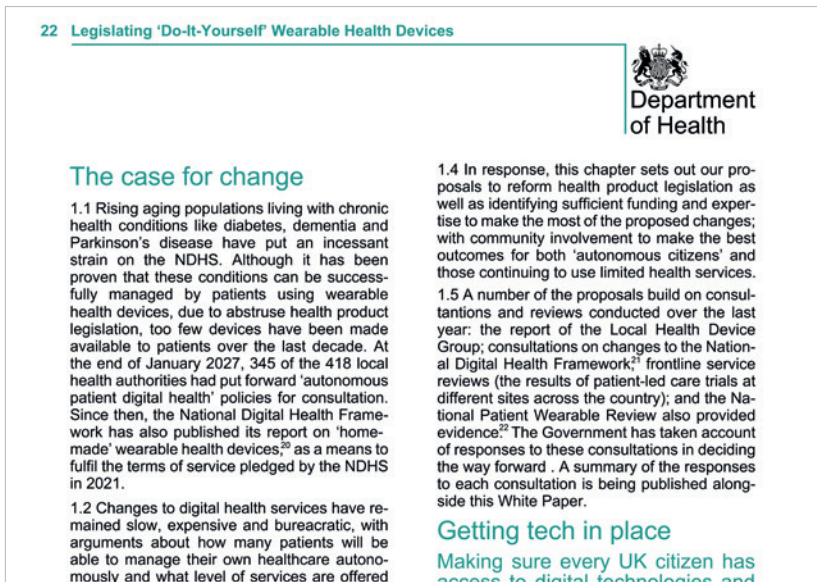 22 Legislating ‘Do-It-Yourself’ Wearable Health Devices
Department
of Health
The case for change
1.1 Rising aging populations living with chronic
health conditions like diabetes, dementia and
Parkinson’s disease have put an incessant
strain on the NDHS. Although it has been
proven that these conditions can be success-
fully managed by patients using wearable
health devices, due to abstruse health product
legislation, too few devices have been made
available to patients over the last decade. At
the end of January 2027, 345 of the 418 local
health authorities had put forward ‘autonomous
patient digital health’ policies for consultation.
Since then, the National Digital Health Frame-
work has also published its report on ‘home-
made’ wearable health devices,20 as a means to
fulfil the terms of service pledged by the NDHS
in 2021.
1.2 Changes to digital health services have re-
mained slow, expensive and bureaucratic, with
arguments about how many patients will be
able to manage their own healthcare autono-
mously and what level of services are offered
1.4 In response, this chapter sets out our pro-
posals to reform health product legislation as
well as identifying sufficient funding and exper-
tise to make the most of the proposed changes;
with community involvement to make the best
outcomes for both ‘autonomous citizens’ and
those continuing to use limited health services.
1.5 A number of the proposals build on consul-
tantions and reviews conducted over the last
year: the report of the Local Health Device
Group; consultations on changes to the Nation-
al Digital Health Framework;21 frontline service
reviews (the results of patient-led care trials at
different sites across the country); and the Na-
tional Patient Wearable Review also provided
evidence.22 The Government has taken account
of responses to these consultations in deciding
the way forward . A summary of the responses
to each consultation is being published along-
side this White Paper.
Getting tech in place
Making sure every UK citizen has
access to digital technologies and